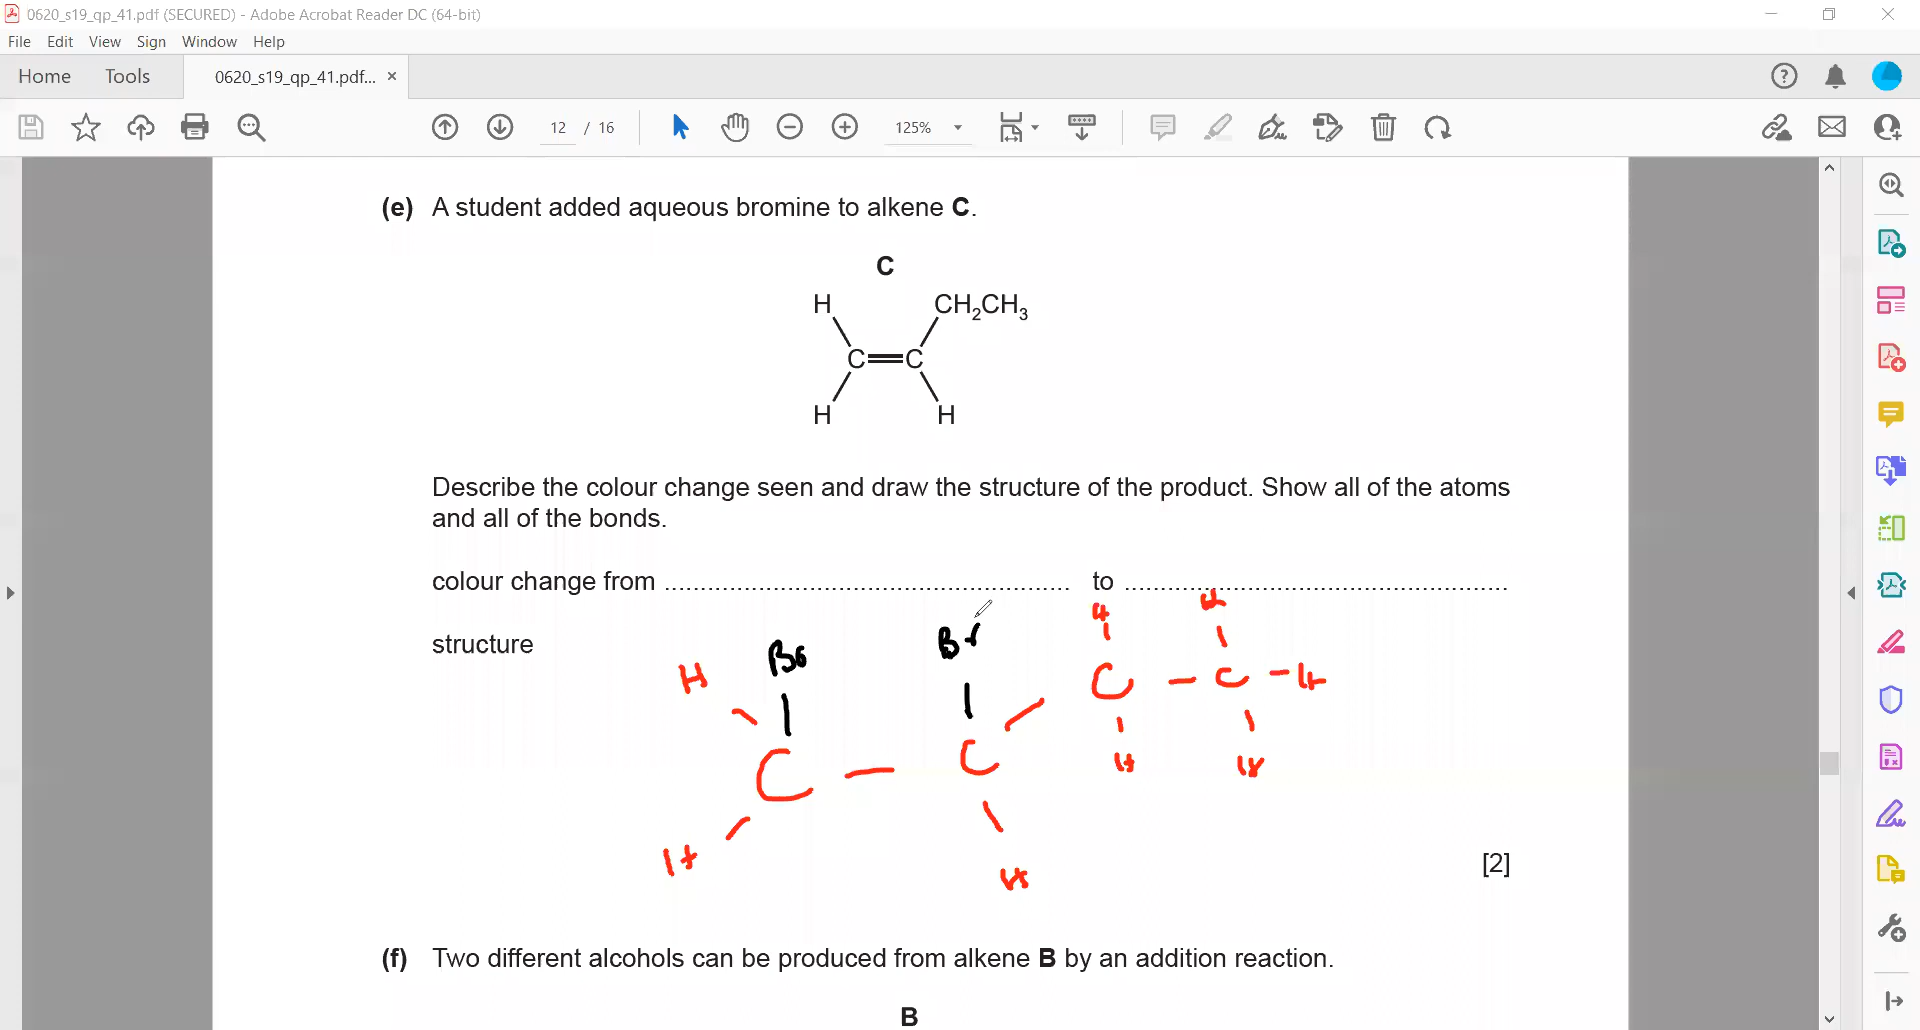 0620_s19_qp_41.pdf (SECURED) - Adobe Acrobat Reader DC (64-bit)
File Edit View Sign Window Help
Home Tools 0620_s19_qp_41.pdf... ×
12 / 16 125%
(e) A student added aqueous bromine to alkene C.
C
H CH₂CH₃
C C
H H
Describe the colour change seen and draw the structure of the product. Show all of the atoms
and all of the bonds.
colour change from ........................................................ to .....................................................
H H
structure
Br Br
H C C H
C C H H
H H
[2]
(f) Two different alcohols can be produced from alkene B by an addition reaction.
B